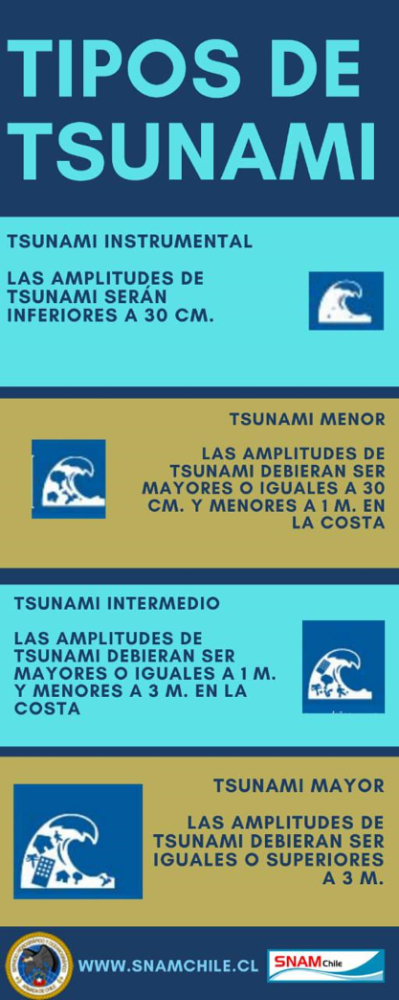 TIPOS DE
TSUNAMI
TSUNAMI INSTRUMENTAL
LAS AMPLITUDES DE
TSUNAMI SERÁN
INFERIORES A 30 CM.
TSUNAMI MENOR
LAS AMPLITUDES DE
TSUNAMI DEBIERAN SER
MAYORES O IGUALES A 30
CM. Y MENORES A 1 M. EN
LA COSTA
TSUNAMI INTERMEDIO
LAS AMPLITUDES DE
TSUNAMI DEBIERAN SER
MAYORES O IGUALES A 1 M.
Y MENORES A 3 M. EN LA
COSTA
TSUNAMI MAYOR
LAS AMPLITUDES DE
TSUNAMI DEBIERAN SER
IGUALES O SUPERIORES
A 3 M.
WWW.SNAMCHILE.CL
SNAM Chile